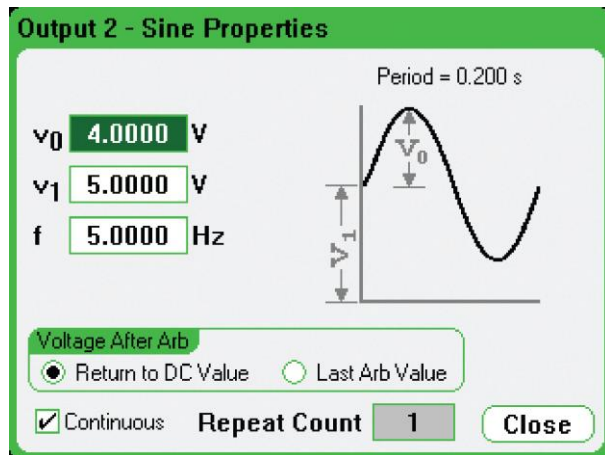 Output 2 - Sine Properties
Period = 0.200 s
v0 4.0000 V
v1 5.0000 V
f 5.0000 Hz
V0
V1
Voltage After Arb
Return to DC Value Last Arb Value
Continuous Repeat Count 1 Close